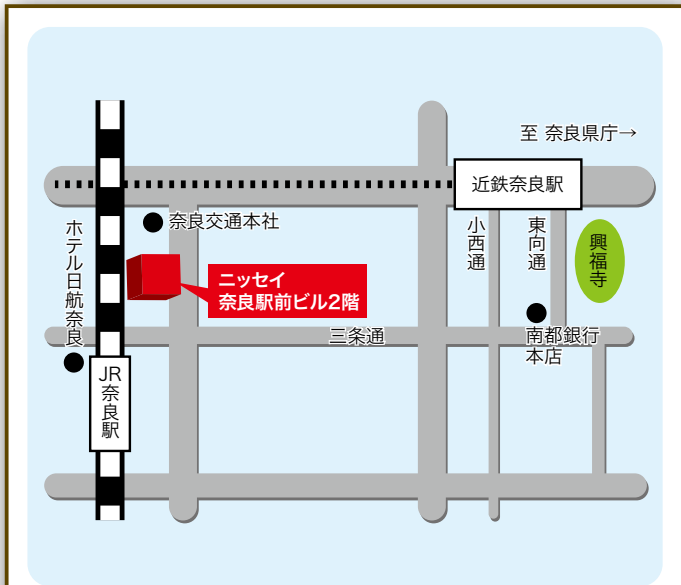 至 奈良県庁→
近鉄奈良駅
奈良交通本社
小西通
東向通
興福寺
ホテル日航奈良
ニッセイ
奈良駅前ビル2階
三条通
南都銀行
本店
JR
奈良駅